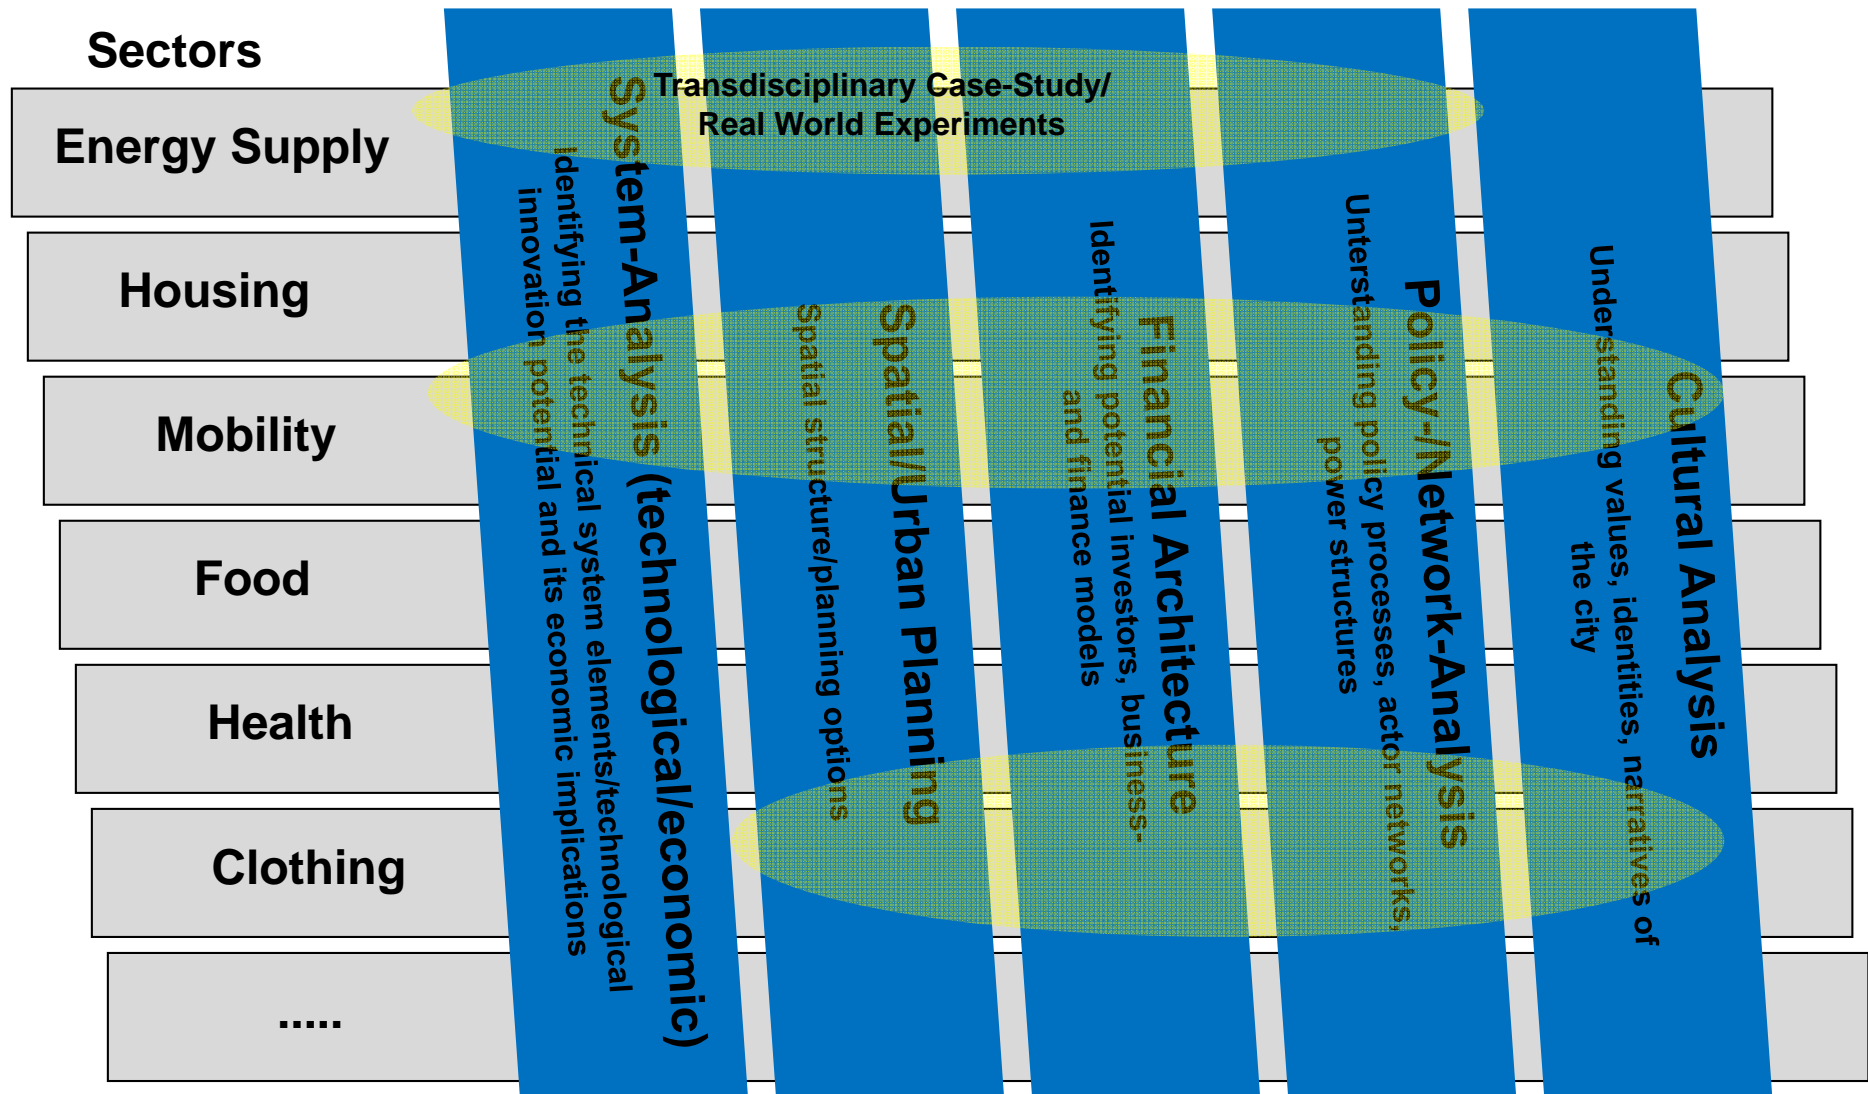 Sectors
Energy Supply
Housing
Mobility
Food
Health
Clothing
.....
Transdisciplinary Case-Study/
Real World Experiments
System-Analysis (technological/economic)
Identifying the technical system elements/technological
innovation potential and its economic implications
Spatial/Urban Planning
Spatial structure/planning options
Financial Architecture
Identifying potential investors, business-
and finance models
Policy-/Network-Analysis
Unterstanding policy processes, actor networks,
power structures
Cultural Analysis
Understanding values, identities, narratives of
the city